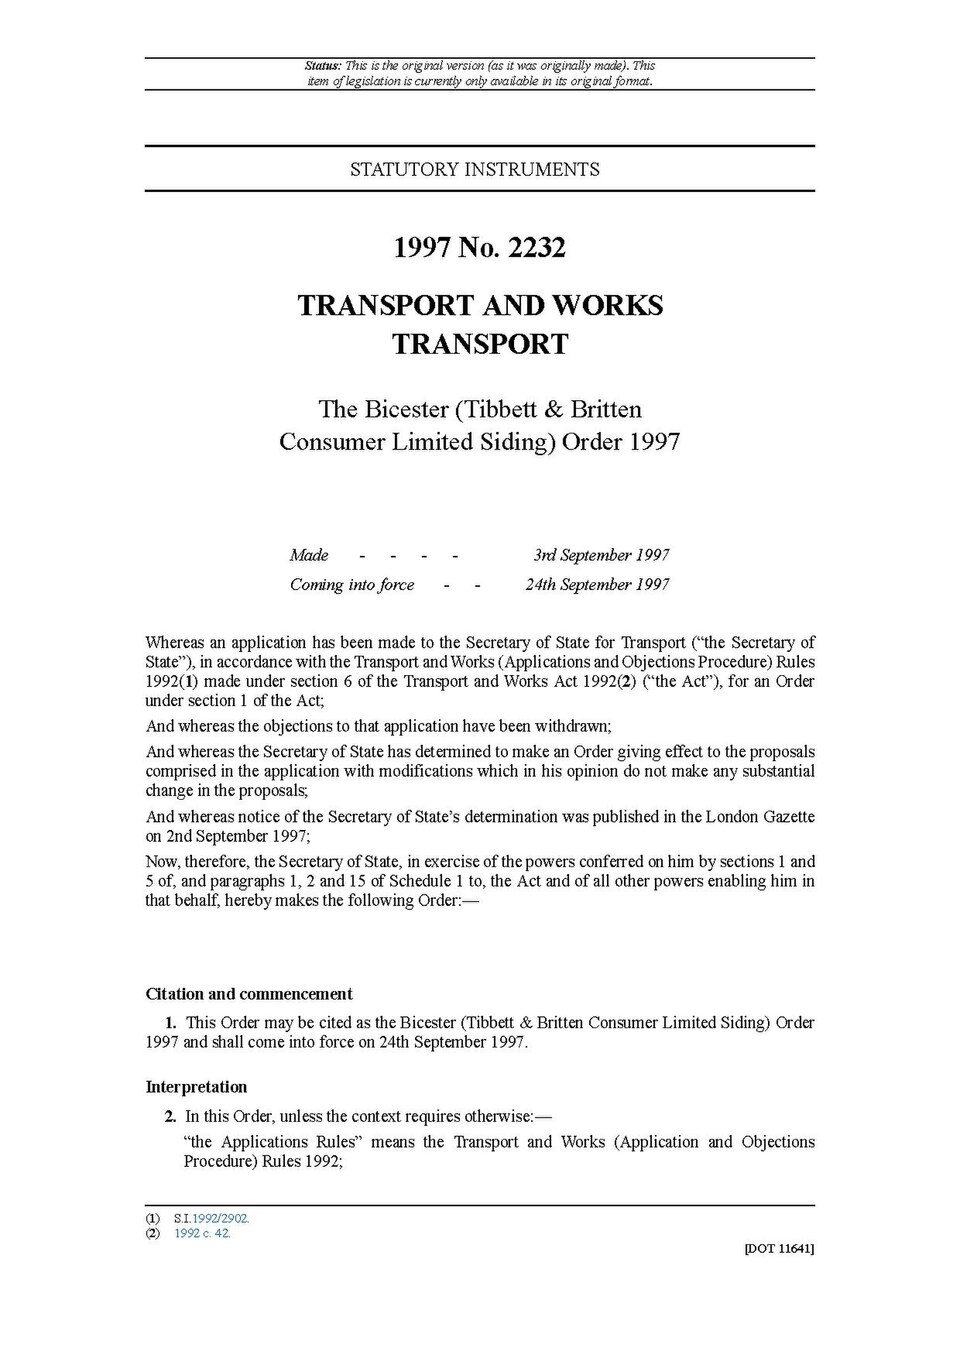 Status: This is the original version (as it was originally made). This
item of legislation is currently only available in its original format.
STATUTORY INSTRUMENTS
1997 No. 2232
TRANSPORT AND WORKS
TRANSPORT
The Bicester (Tibbett & Britten
Consumer Limited Siding) Order 1997
Made - - - - 3rd September 1997
Coming into force - - 24th September 1997
Whereas an application has been made to the Secretary of State for Transport (“the Secretary of
State”), in accordance with the Transport and Works (Applications and Objections Procedure) Rules
1992(1) made under section 6 of the Transport and Works Act 1992(2) (“the Act”), for an Order
under section 1 of the Act;
And whereas the objections to that application have been withdrawn;
And whereas the Secretary of State has determined to make an Order giving effect to the proposals
comprised in the application with modifications which in his opinion do not make any substantial
change in the proposals;
And whereas notice of the Secretary of State’s determination was published in the London Gazette
on 2nd September 1997;
Now, therefore, the Secretary of State, in exercise of the powers conferred on him by sections 1 and
5 of, and paragraphs 1, 2 and 15 of Schedule 1 to, the Act and of all other powers enabling him in
that behalf, hereby makes the following Order:—
Citation and commencement
1. This Order may be cited as the Bicester (Tibbett & Britten Consumer Limited Siding) Order
1997 and shall come into force on 24th September 1997.
Interpretation
2. In this Order, unless the context requires otherwise:—
“the Applications Rules” means the Transport and Works (Application and Objections
Procedure) Rules 1992;
(1) S.I.1992/2902.
(2) 1992 c. 42.
[DOT 11641]